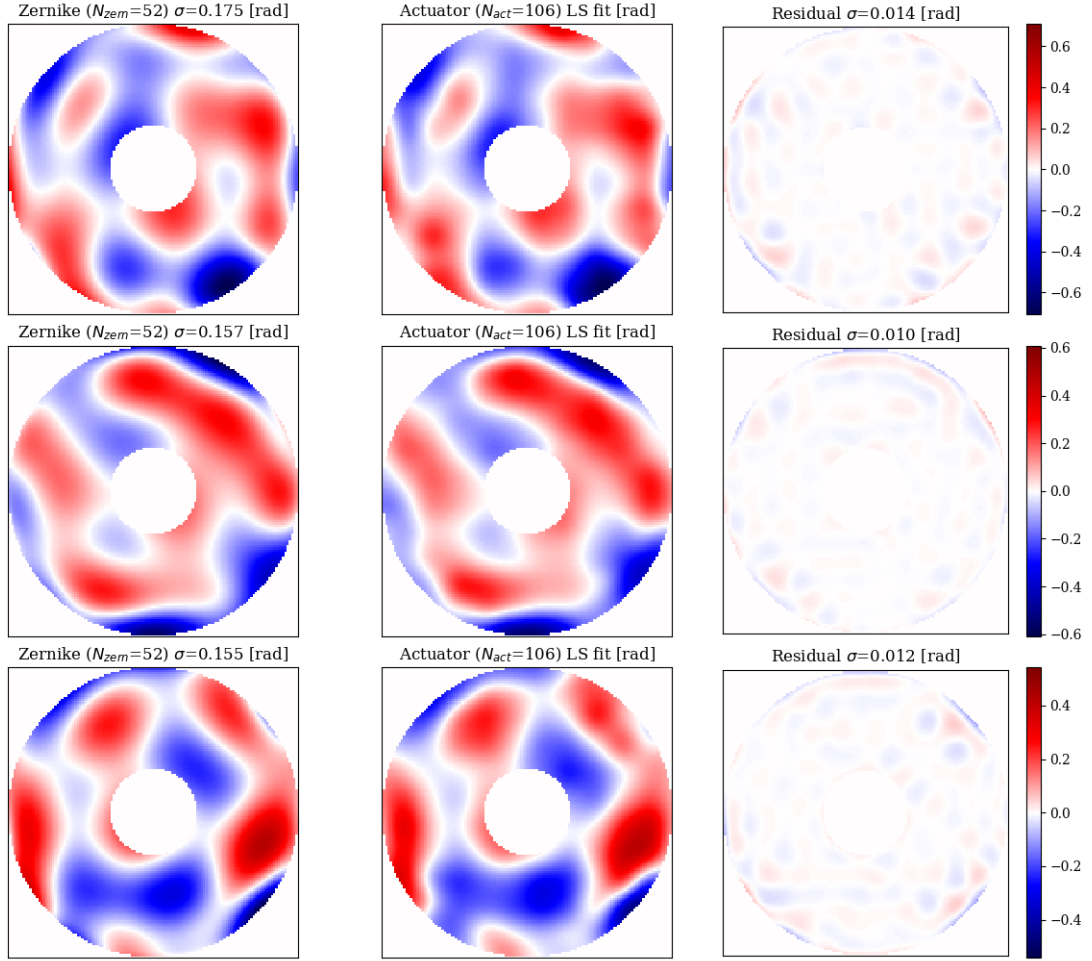 Zernike (N_zern=52) σ=0.175 [rad]
Actuator (N_act=106) LS fit [rad]
Residual σ=0.014 [rad]
0.6
0.4
0.2
0.0
−0.2
−0.4
−0.6
Zernike (N_zern=52) σ=0.157 [rad]
Actuator (N_act=106) LS fit [rad]
Residual σ=0.010 [rad]
0.6
0.4
0.2
0.0
−0.2
−0.4
−0.6
Zernike (N_zern=52) σ=0.155 [rad]
Actuator (N_act=106) LS fit [rad]
Residual σ=0.012 [rad]
0.4
0.2
0.0
−0.2
−0.4